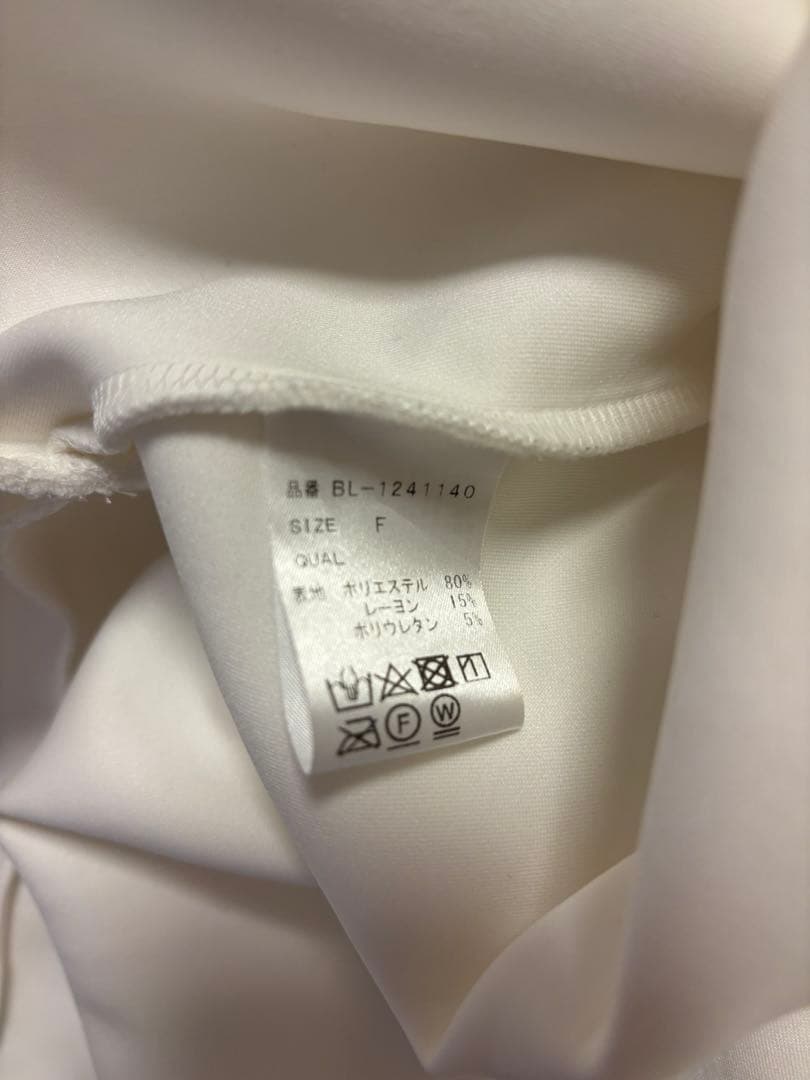 品番 BL-1241140
SIZE F
QUAL
表地 ポリエステル 80%
レーヨン 15%
ポリウレタン 5%
F W